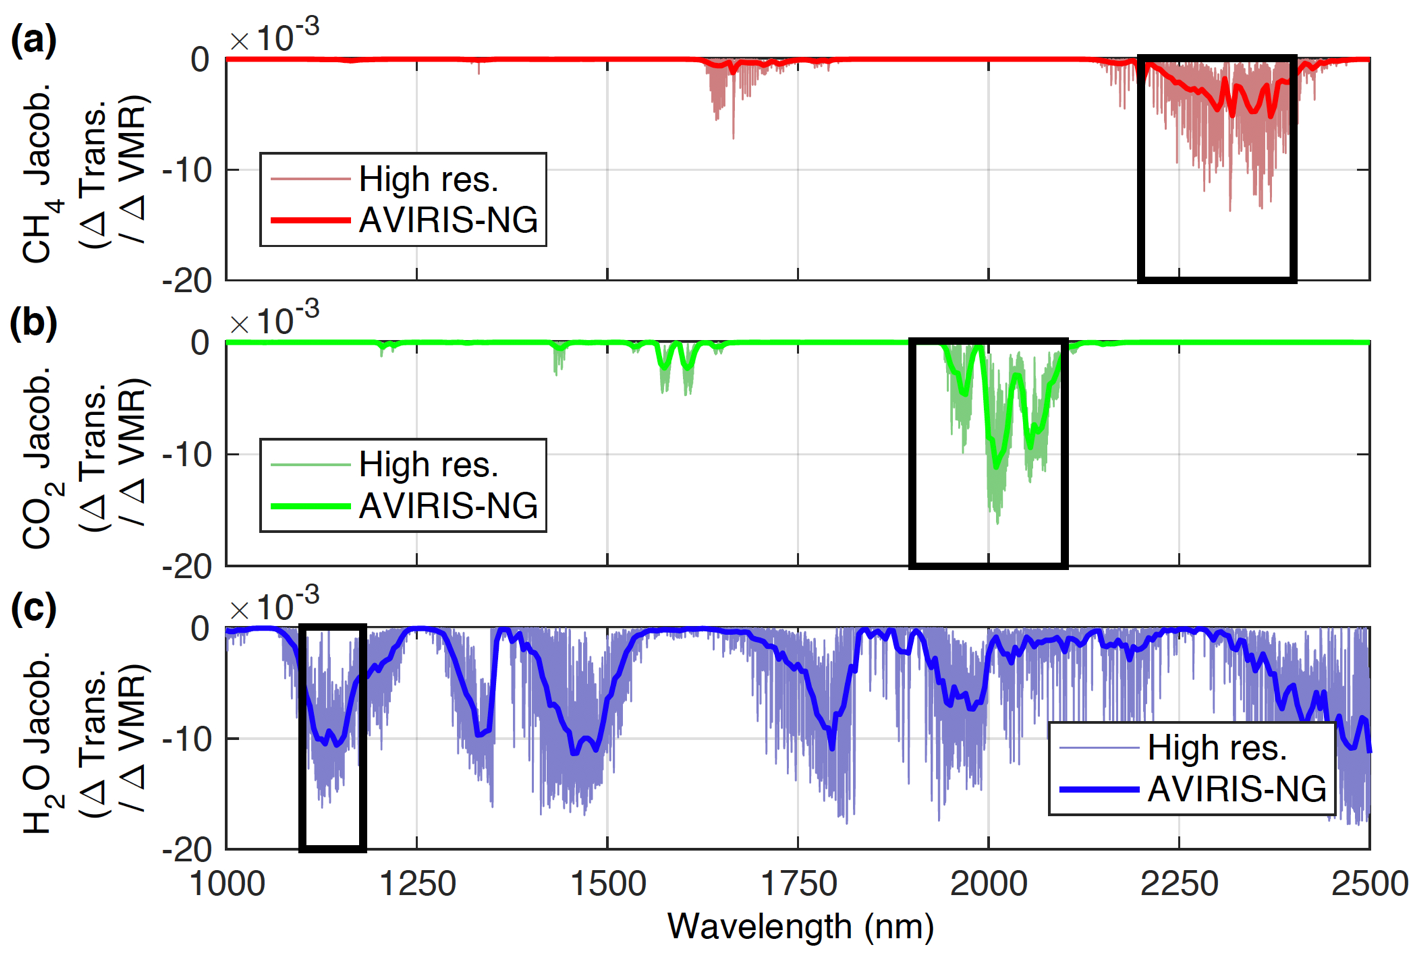 (a)
×10⁻³
0
-10
-20
CH₄ Jacob.
(Δ Trans.
/ Δ VMR)
High res.
AVIRIS-NG
(b)
×10⁻³
0
-10
-20
CO₂ Jacob.
(Δ Trans.
/ Δ VMR)
High res.
AVIRIS-NG
(c)
×10⁻³
0
-10
-20
H₂O Jacob.
(Δ Trans.
/ Δ VMR)
High res.
AVIRIS-NG
1000 1250 1500 1750 2000 2250 2500
Wavelength (nm)